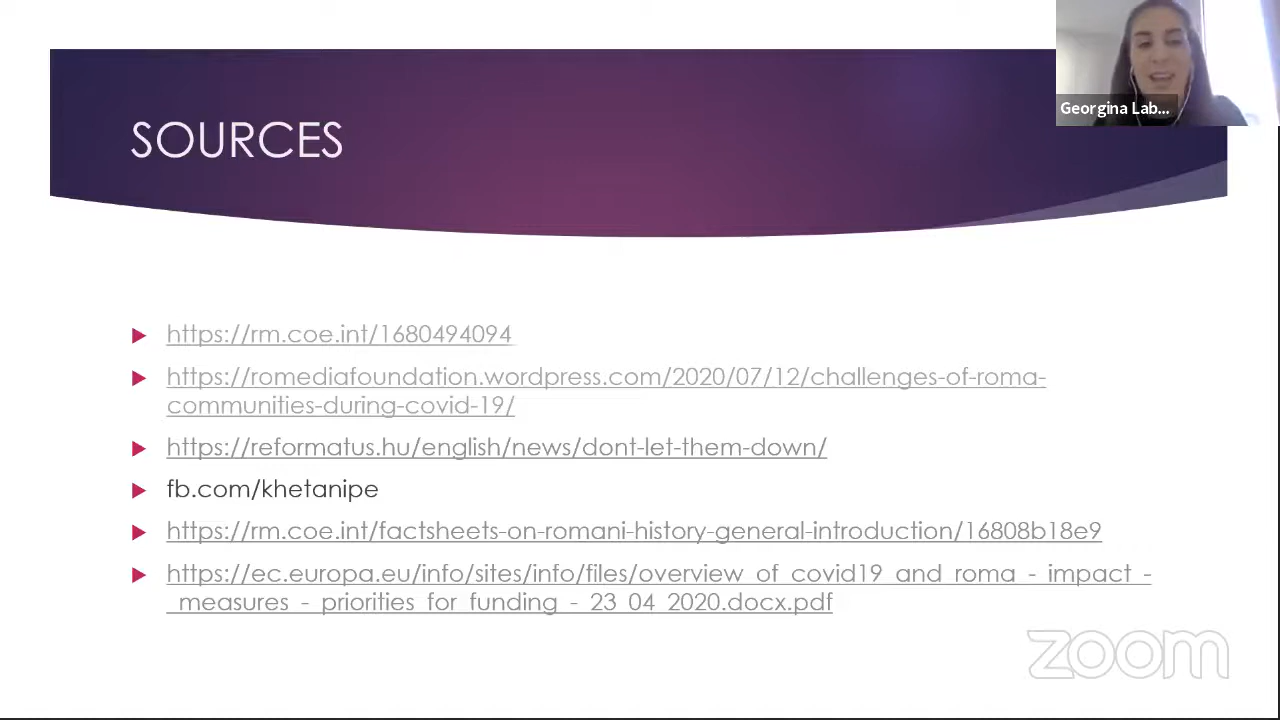 Georgina Lab...
SOURCES
https://rm.coe.int/1680494094
https://romediafoundation.wordpress.com/2020/07/12/challenges-of-roma-
communities-during-covid-19/
https://reformatus.hu/english/news/dont-let-them-down/
fb.com/khetanipe
https://rm.coe.int/factsheets-on-romani-history-general-introduction/16808b18e9
https://ec.europa.eu/info/sites/info/files/overview_of_covid19_and_roma_-_impact_-
_measures_-_priorities_for_funding_-_23_04_2020.docx.pdf
zoom